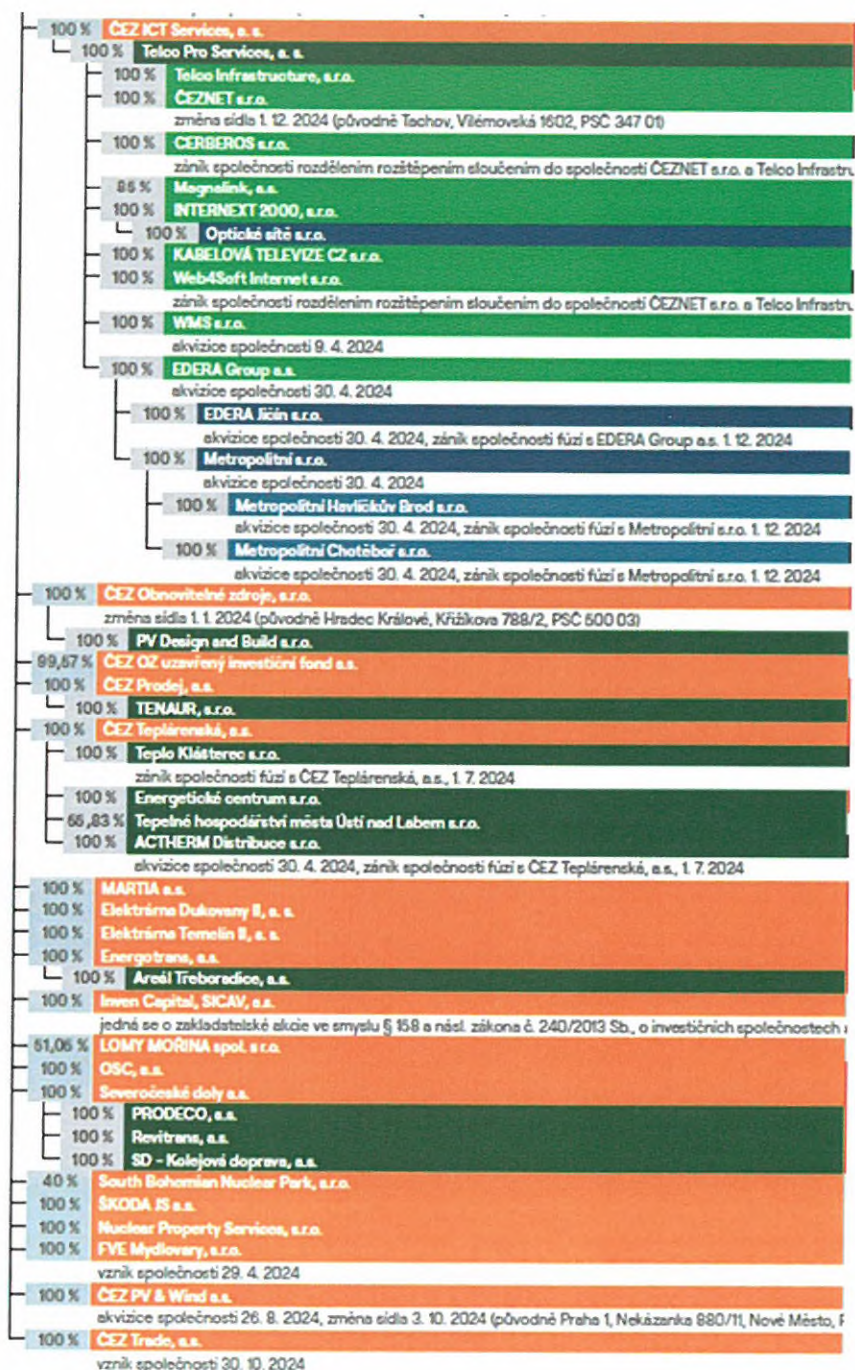 100 % ČEZ ICT Services, a. s.
100 % Telco Pro Services, a. s.
100 % Telco Infrastructure, s.r.o.
100 % ČEZNET s.r.o.
změna sídla 1. 12. 2024 (původně Tachov, Vilémovská 1602, PSČ 347 01)
100 % CERBEROS s.r.o.
zánik společnosti rozdělením rozštěpením sloučením do společností ČEZNET s.r.o. a Telco Infrastru
85 % Magnalink, a.s.
100 % INTERNEXT 2000, s.r.o.
100 % Optické sítě s.r.o.
100 % KABELOVÁ TELEVIZE CZ s.r.o.
100 % Web4Soft Internet s.r.o.
zánik společnosti rozdělením rozštěpením sloučením do společností ČEZNET s.r.o. a Telco Infrastru
100 % WMS s.r.o.
akvizice společnosti 9. 4. 2024
100 % EDERA Group a.s.
akvizice společnosti 30. 4. 2024
100 % EDERA Jičín s.r.o.
akvizice společnosti 30. 4. 2024, zánik společnosti fúzí s EDERA Group a.s. 1. 12. 2024
100 % Metropolitní s.r.o.
akvizice společnosti 30. 4. 2024
100 % Metropolitní Havlíčkův Brod s.r.o.
akvizice společnosti 30. 4. 2024, zánik společnosti fúzí s Metropolitní s.r.o. 1. 12. 2024
100 % Metropolitní Chotěboř s.r.o.
akvizice společnosti 30. 4. 2024, zánik společnosti fúzí s Metropolitní s.r.o. 1. 12. 2024
100 % ČEZ Obnovitelné zdroje, s.r.o.
změna sídla 1. 1. 2024 (původně Hradec Králové, Křižíkova 788/2, PSČ 500 03)
100 % PV Design and Build s.r.o.
99,57 % ČEZ OZ uzavřený investiční fond a.s.
100 % ČEZ Prodej, a.s.
100 % TENAUR, s.r.o.
100 % ČEZ Teplárenská, a.s.
100 % Teplo Klášterec s.r.o.
zánik společnosti fúzí s ČEZ Teplárenská, a.s., 1. 7. 2024
100 % Energetické centrum s.r.o.
55,83 % Tepelné hospodářství města Ústí nad Labem s.r.o.
100 % ACTHERM Distribuce s.r.o.
akvizice společnosti 30. 4. 2024, zánik společnosti fúzí s ČEZ Teplárenská, a.s., 1. 7. 2024
100 % MARTIA a.s.
100 % Elektrárna Dukovany II, a. s.
100 % Elektrárna Temelín II, a. s.
100 % Energotrans, a.s.
100 % Areál Třeboradice, a.s.
100 % Inven Capital, SICAV, a.s.
jedná se o zakladatelské akcie ve smyslu § 158 a násl. zákona č. 240/2013 Sb., o investičních společnostech a
51,05 % LOMY MOŘINA spol. s r.o.
100 % OSC, a.s.
100 % Severočeské doly a.s.
100 % PRODECO, a.s.
100 % Revitrans, a.s.
100 % SD - Kolejová doprava, a.s.
40 % South Bohemian Nuclear Park, s.r.o.
100 % ŠKODA JS a.s.
100 % Nuclear Property Services, s.r.o.
100 % FVE Mydlovary, s.r.o.
vznik společnosti 29. 4. 2024
100 % ČEZ PV & Wind a.s.
akvizice společnosti 26. 8. 2024, změna sídla 3. 10. 2024 (původně Praha 1, Nekázanka 880/11, Nové Město, P
100 % ČEZ Trade, a.s.
vznik společnosti 30. 10. 2024